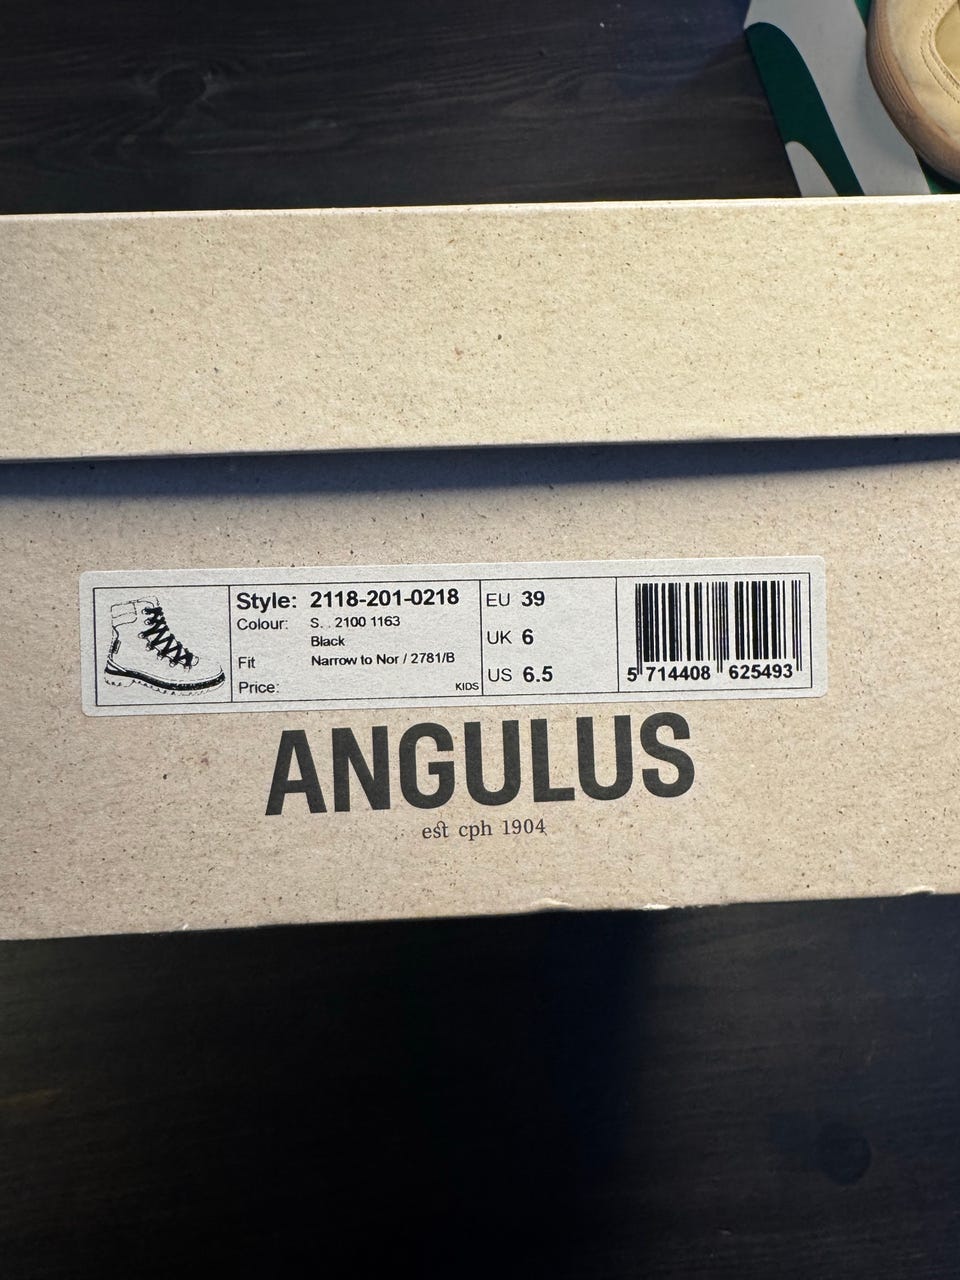 Style: 2118-201-0218
Colour: S. . 2100 1163
Black
Fit Narrow to Nor / 2781/B
Price:
KIDS
EU 39
UK 6
US 6.5
5 714408 625493
ANGULUS
est cph 1904